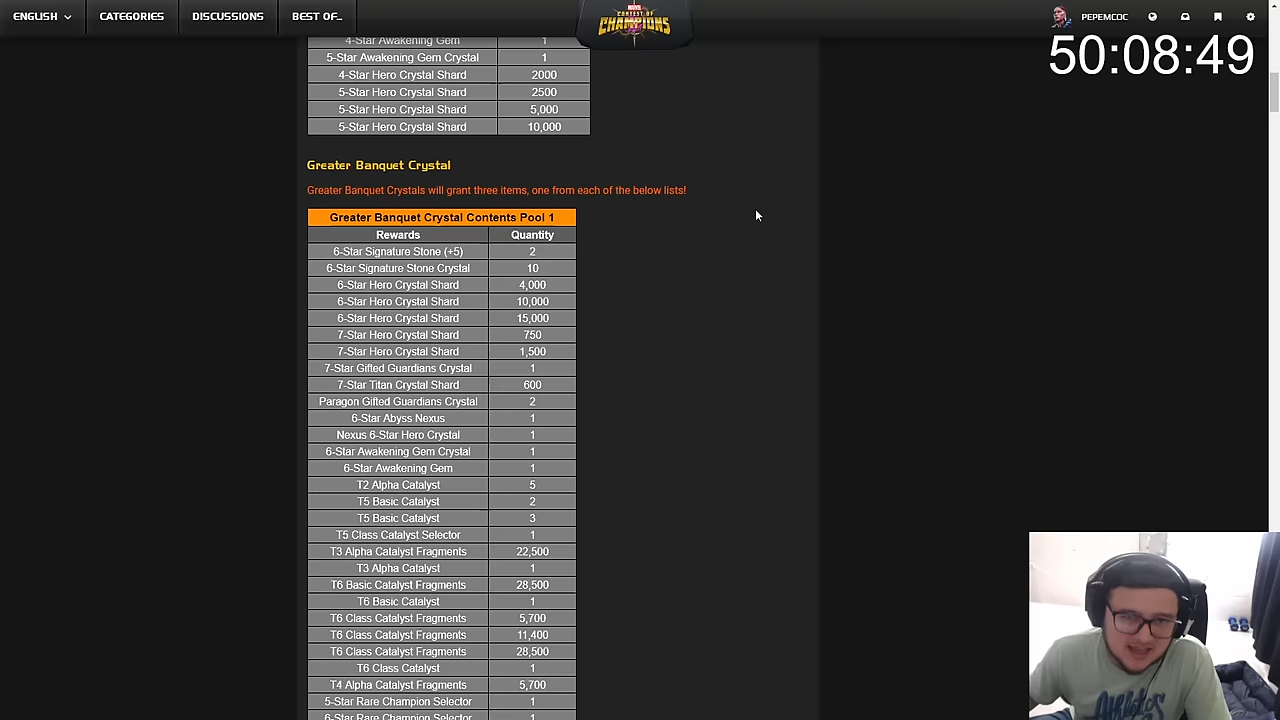 ENGLISH CATEGORIES DISCUSSIONS BEST OF...
MARVEL
CONTEST OF
CHAMPIONS
PEPEMCOC
50:08:49
4-Star Awakening Gem 1
5-Star Awakening Gem Crystal 1
4-Star Hero Crystal Shard 2000
5-Star Hero Crystal Shard 2500
5-Star Hero Crystal Shard 5,000
5-Star Hero Crystal Shard 10,000
Greater Banquet Crystal
Greater Banquet Crystals will grant three items, one from each of the below lists!
Greater Banquet Crystal Contents Pool 1
Rewards Quantity
6-Star Signature Stone (+5) 2
6-Star Signature Stone Crystal 10
6-Star Hero Crystal Shard 4,000
6-Star Hero Crystal Shard 10,000
6-Star Hero Crystal Shard 15,000
7-Star Hero Crystal Shard 750
7-Star Hero Crystal Shard 1,500
7-Star Gifted Guardians Crystal 1
7-Star Titan Crystal Shard 600
Paragon Gifted Guardians Crystal 2
6-Star Abyss Nexus 1
Nexus 6-Star Hero Crystal 1
6-Star Awakening Gem Crystal 1
6-Star Awakening Gem 1
T2 Alpha Catalyst 5
T5 Basic Catalyst 2
T5 Basic Catalyst 3
T5 Class Catalyst Selector 1
T3 Alpha Catalyst Fragments 22,500
T3 Alpha Catalyst 1
T6 Basic Catalyst Fragments 28,500
T6 Basic Catalyst 1
T6 Class Catalyst Fragments 5,700
T6 Class Catalyst Fragments 11,400
T6 Class Catalyst Fragments 28,500
T6 Class Catalyst 1
T4 Alpha Catalyst Fragments 5,700
5-Star Rare Champion Selector 1
6-Star Rare Champion Selector 1